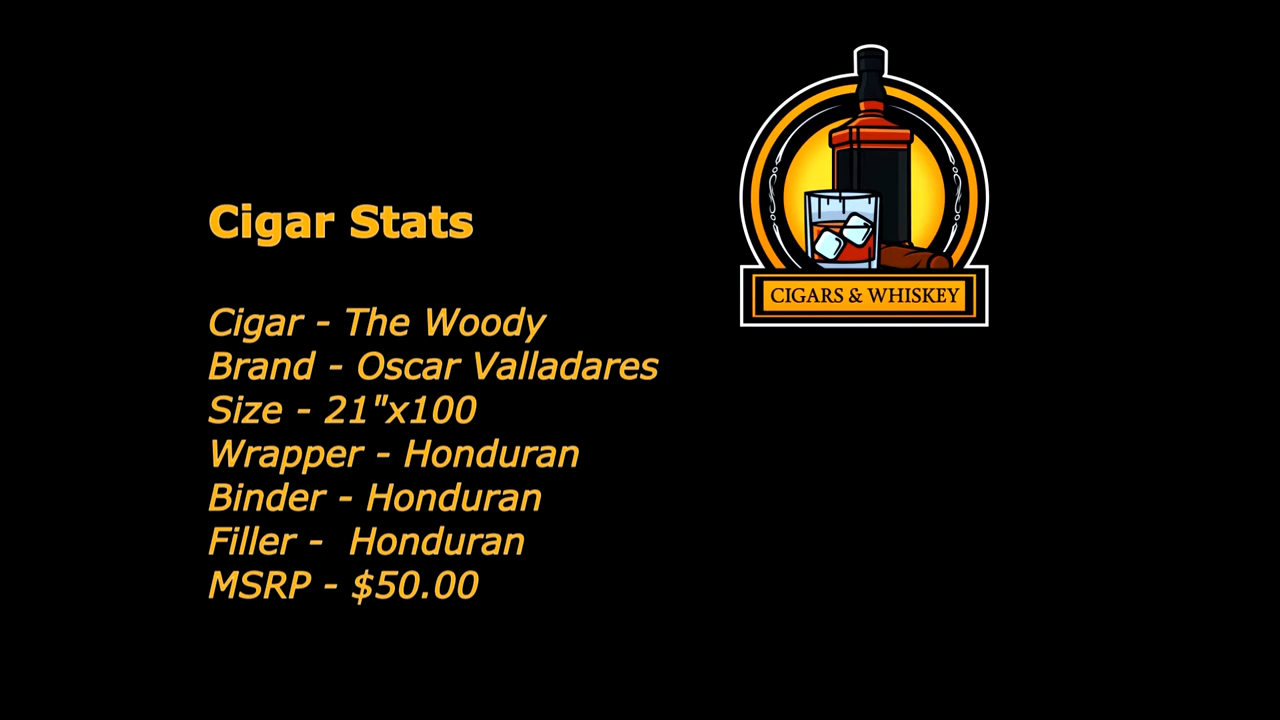 Cigar Stats
Cigar - The Woody
Brand - Oscar Valladares
Size - 21"x100
Wrapper - Honduran
Binder - Honduran
Filler -  Honduran
MSRP - $50.00
CIGARS & WHISKEY